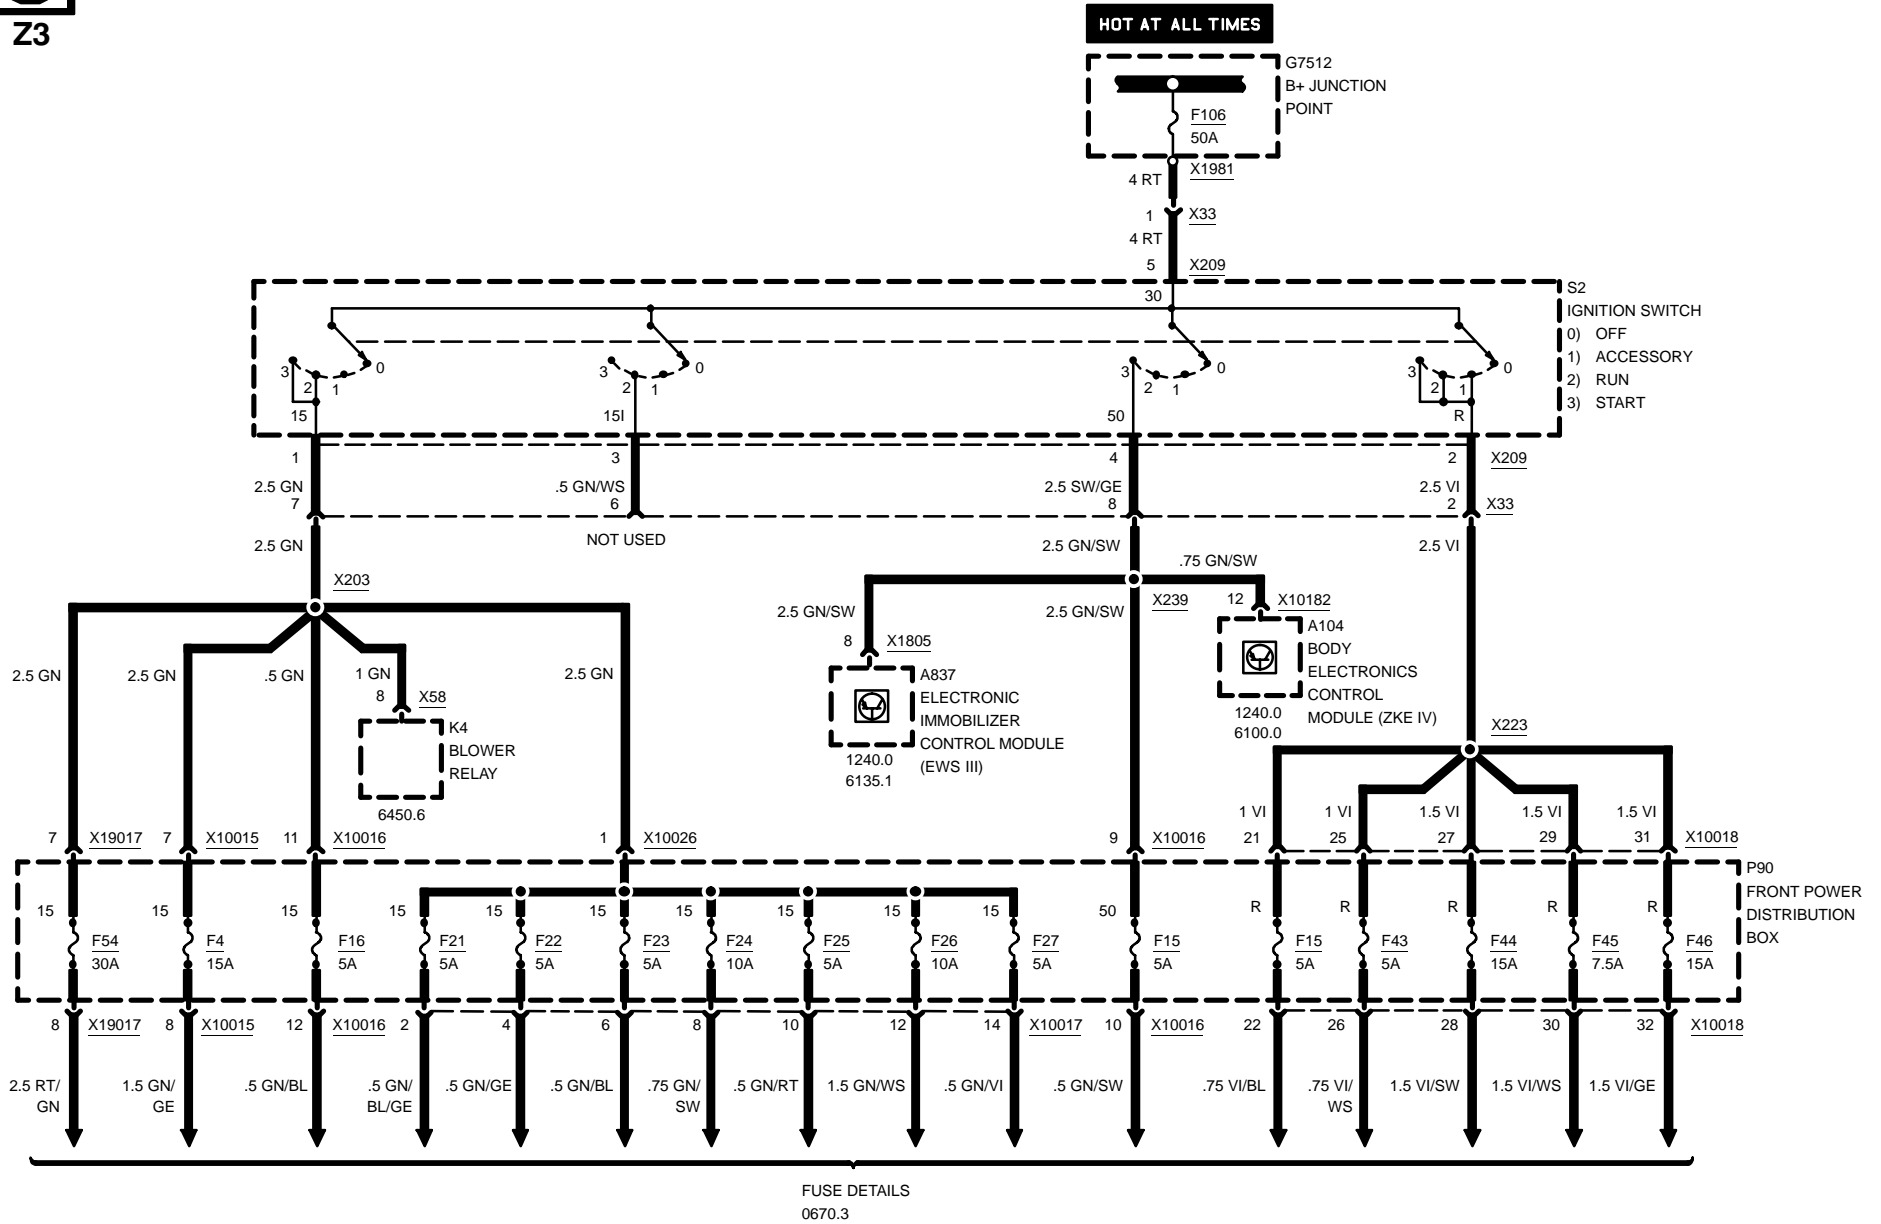 Z3
HOT AT ALL TIMES
G7512
B+ JUNCTION
POINT
F106
50A
X1981
4 RT
1 X33
4 RT
5 X209
30
S2
IGNITION SWITCH
0) OFF
1) ACCESSORY
2) RUN
3) START
3 2 1 0
3 2 1 0
3 2 1 0
3 2 1 0
15 15I 50 R
1 3 4 2 X209
2.5 GN .5 GN/WS 2.5 SW/GE 2.5 VI
7 6 8 2 X33
NOT USED
2.5 GN 2.5 GN/SW 2.5 VI
.75 GN/SW
X203
2.5 GN/SW 2.5 GN/SW X239 12 X10182
8 X1805
A104
BODY
ELECTRONICS
CONTROL
MODULE (ZKE IV)
1240.0
6100.0
A837
ELECTRONIC
IMMOBILIZER
CONTROL MODULE
(EWS III)
1240.0
6135.1
2.5 GN 2.5 GN .5 GN 1 GN 2.5 GN
8 X58
K4
BLOWER
RELAY
6450.6
X223
1 VI 1 VI 1.5 VI 1.5 VI 1.5 VI
7 X19017 7 X10015 11 X10016 1 X10026 9 X10016 21 25 27 29 31 X10018
P90
FRONT POWER
DISTRIBUTION
BOX
15 15 15 15 15 15 15 15 15 15 50 R R R R R
F54 F4 F16 F21 F22 F23 F24 F25 F26 F27 F15 F15 F43 F44 F45 F46
30A 15A 5A 5A 5A 5A 10A 5A 10A 5A 5A 5A 5A 15A 7.5A 15A
8 X19017 8 X10015 12 X10016 2 4 6 8 10 12 14 X10017 10 X10016 22 26 28 30 32 X10018
2.5 RT/ 1.5 GN/ .5 GN/BL .5 GN/ .5 GN/GE .5 GN/BL .75 GN/ .5 GN/RT 1.5 GN/WS .5 GN/VI .5 GN/SW .75 VI/BL .75 VI/ 1.5 VI/SW 1.5 VI/WS 1.5 VI/GE
GN GE BL/GE SW WS
FUSE DETAILS
0670.3